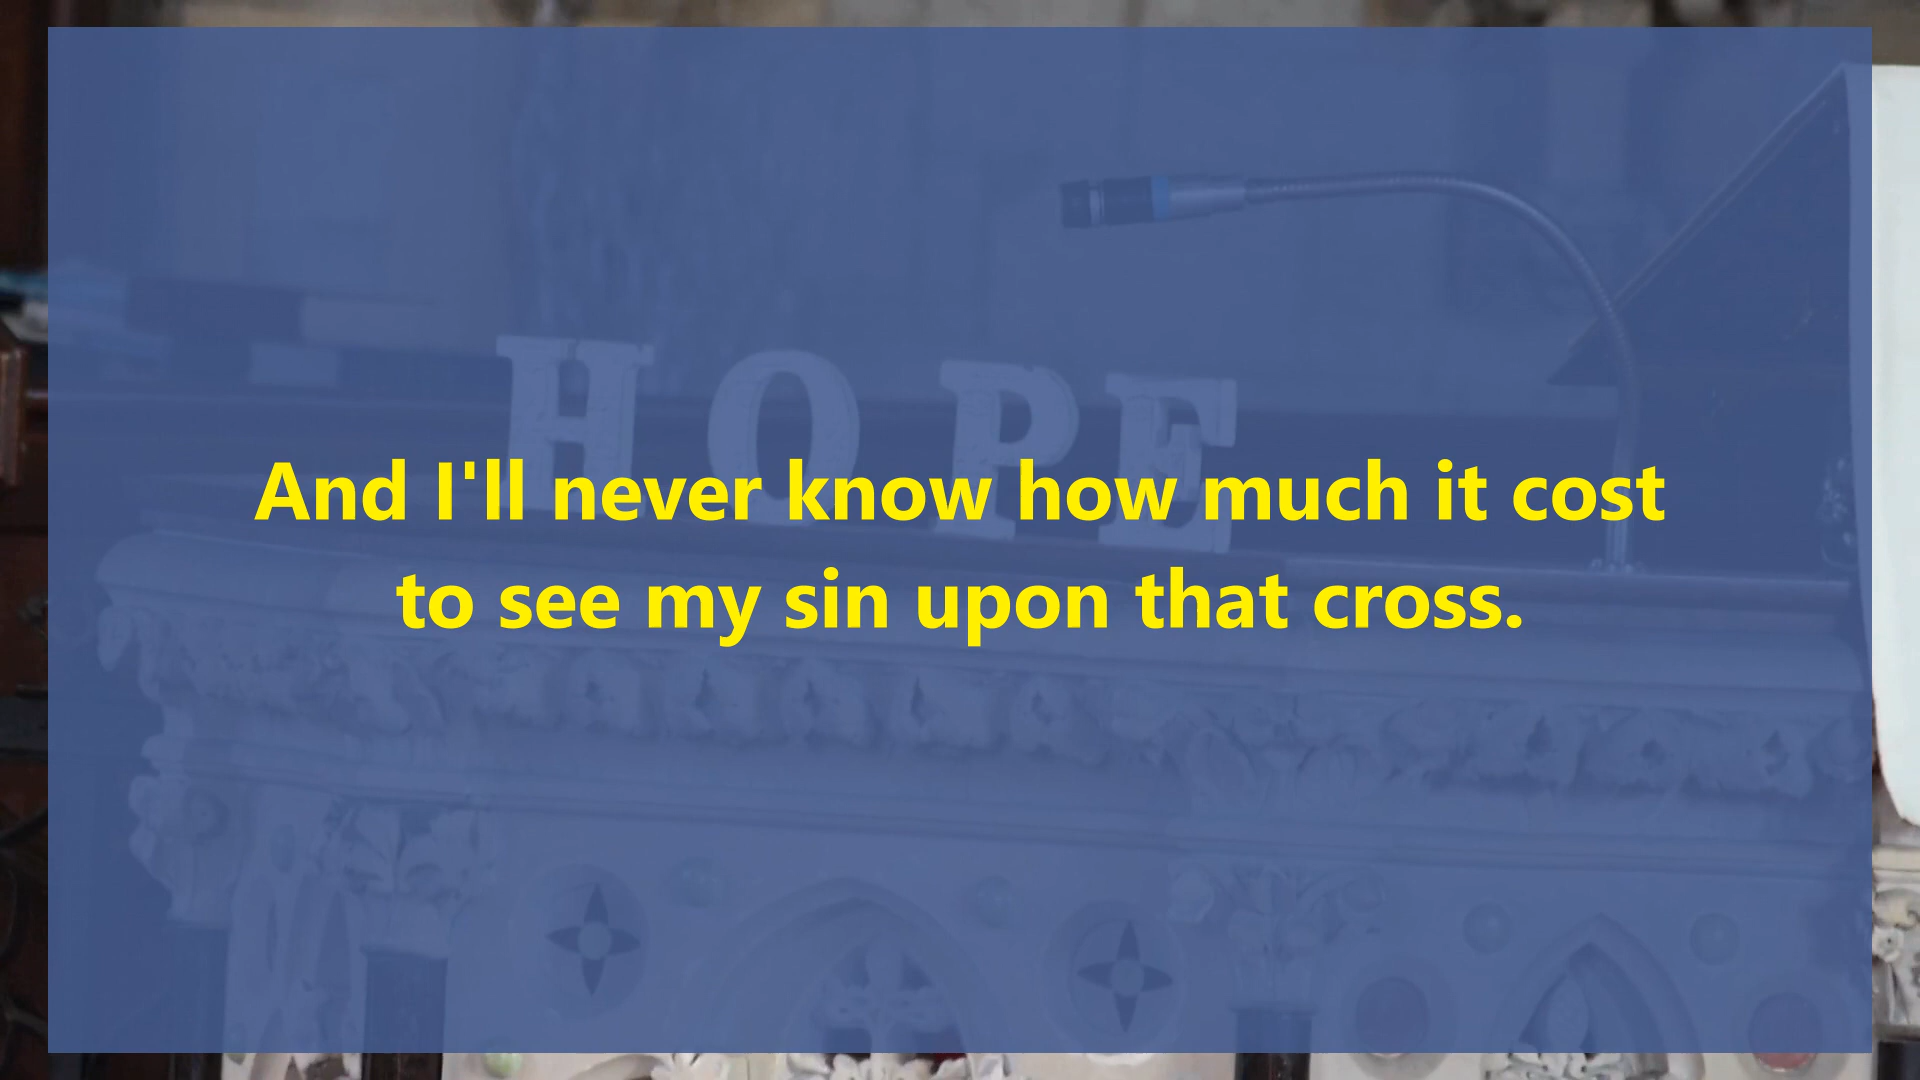 HOPE
And I'll never know how much it cost
to see my sin upon that cross.